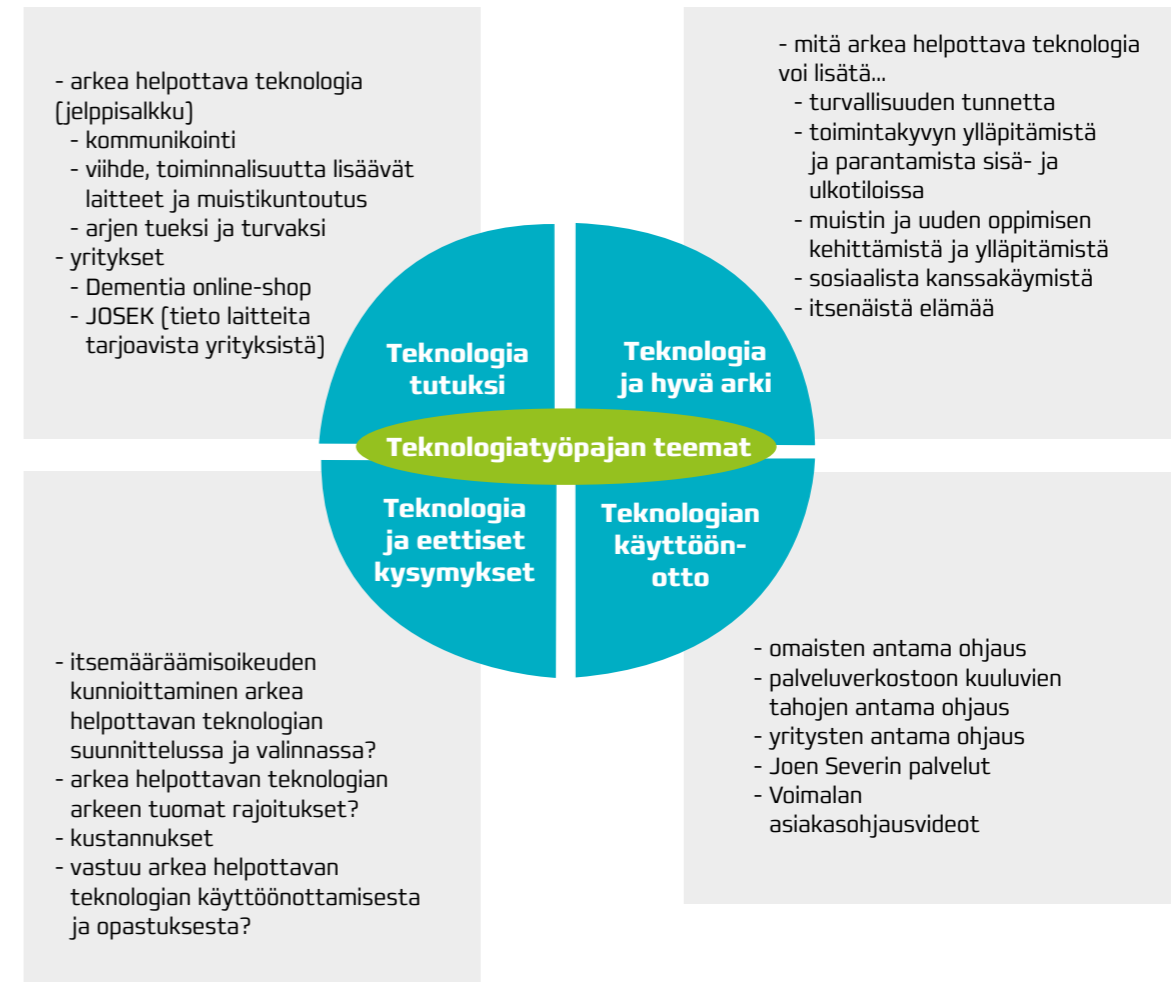 - arkea helpottava teknologia
(jelppisalkku)
- kommunikointi
- viihde, toiminnalisuutta lisäävät
laitteet ja muistikuntoutus
- arjen tueksi ja turvaksi
- yritykset
- Dementia online-shop
- JOSEK (tieto laitteita
tarjoavista yrityksistä)
- mitä arkea helpottava teknologia
voi lisätä...
- turvallisuuden tunnetta
- toimintakyvyn ylläpitämistä
ja parantamista sisä- ja
ulkotiloissa
- muistin ja uuden oppimisen
kehittämistä ja ylläpitämistä
- sosiaalista kanssakäymistä
- itsenäistä elämää
Teknologia
tutuksi
Teknologia
ja hyvä arki
Teknologiatyöpajan teemat
Teknologia
ja eettiset
kysymykset
Teknologian
käyttöön-
otto
- itsemääräämisoikeuden
kunnioittaminen arkea
helpottavan teknologian
suunnittelussa ja valinnassa?
- arkea helpottavan teknologian
arkeen tuomat rajoitukset?
- kustannukset
- vastuu arkea helpottavan
teknologian käyttöönottamisesta
ja opastuksesta?
- omaisten antama ohjaus
- palveluverkostoon kuuluvien
tahojen antama ohjaus
- yritysten antama ohjaus
- Joen Severin palvelut
- Voimalan
asiakasohjausvideot